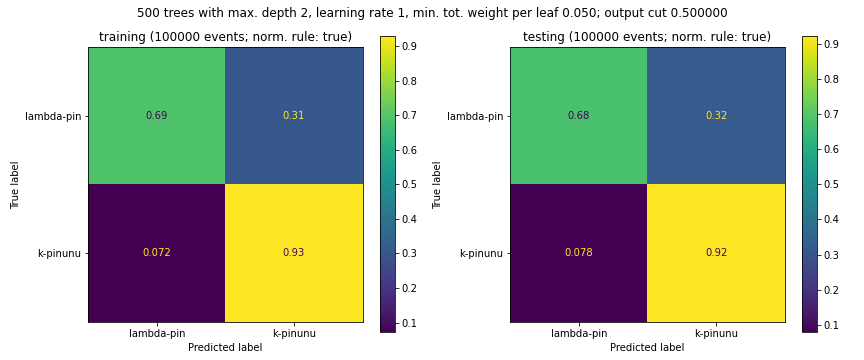 500 trees with max. depth 2, learning rate 1, min. tot. weight per leaf 0.050; output cut 0.500000
training (100000 events; norm. rule: true)
True label
lambda-pin
k-pinunu
0.69
0.31
0.072
0.93
lambda-pin
k-pinunu
Predicted label
0.9
0.8
0.7
0.6
0.5
0.4
0.3
0.2
0.1
testing (100000 events; norm. rule: true)
True label
lambda-pin
k-pinunu
0.68
0.32
0.078
0.92
lambda-pin
k-pinunu
Predicted label
0.9
0.8
0.7
0.6
0.5
0.4
0.3
0.2
0.1